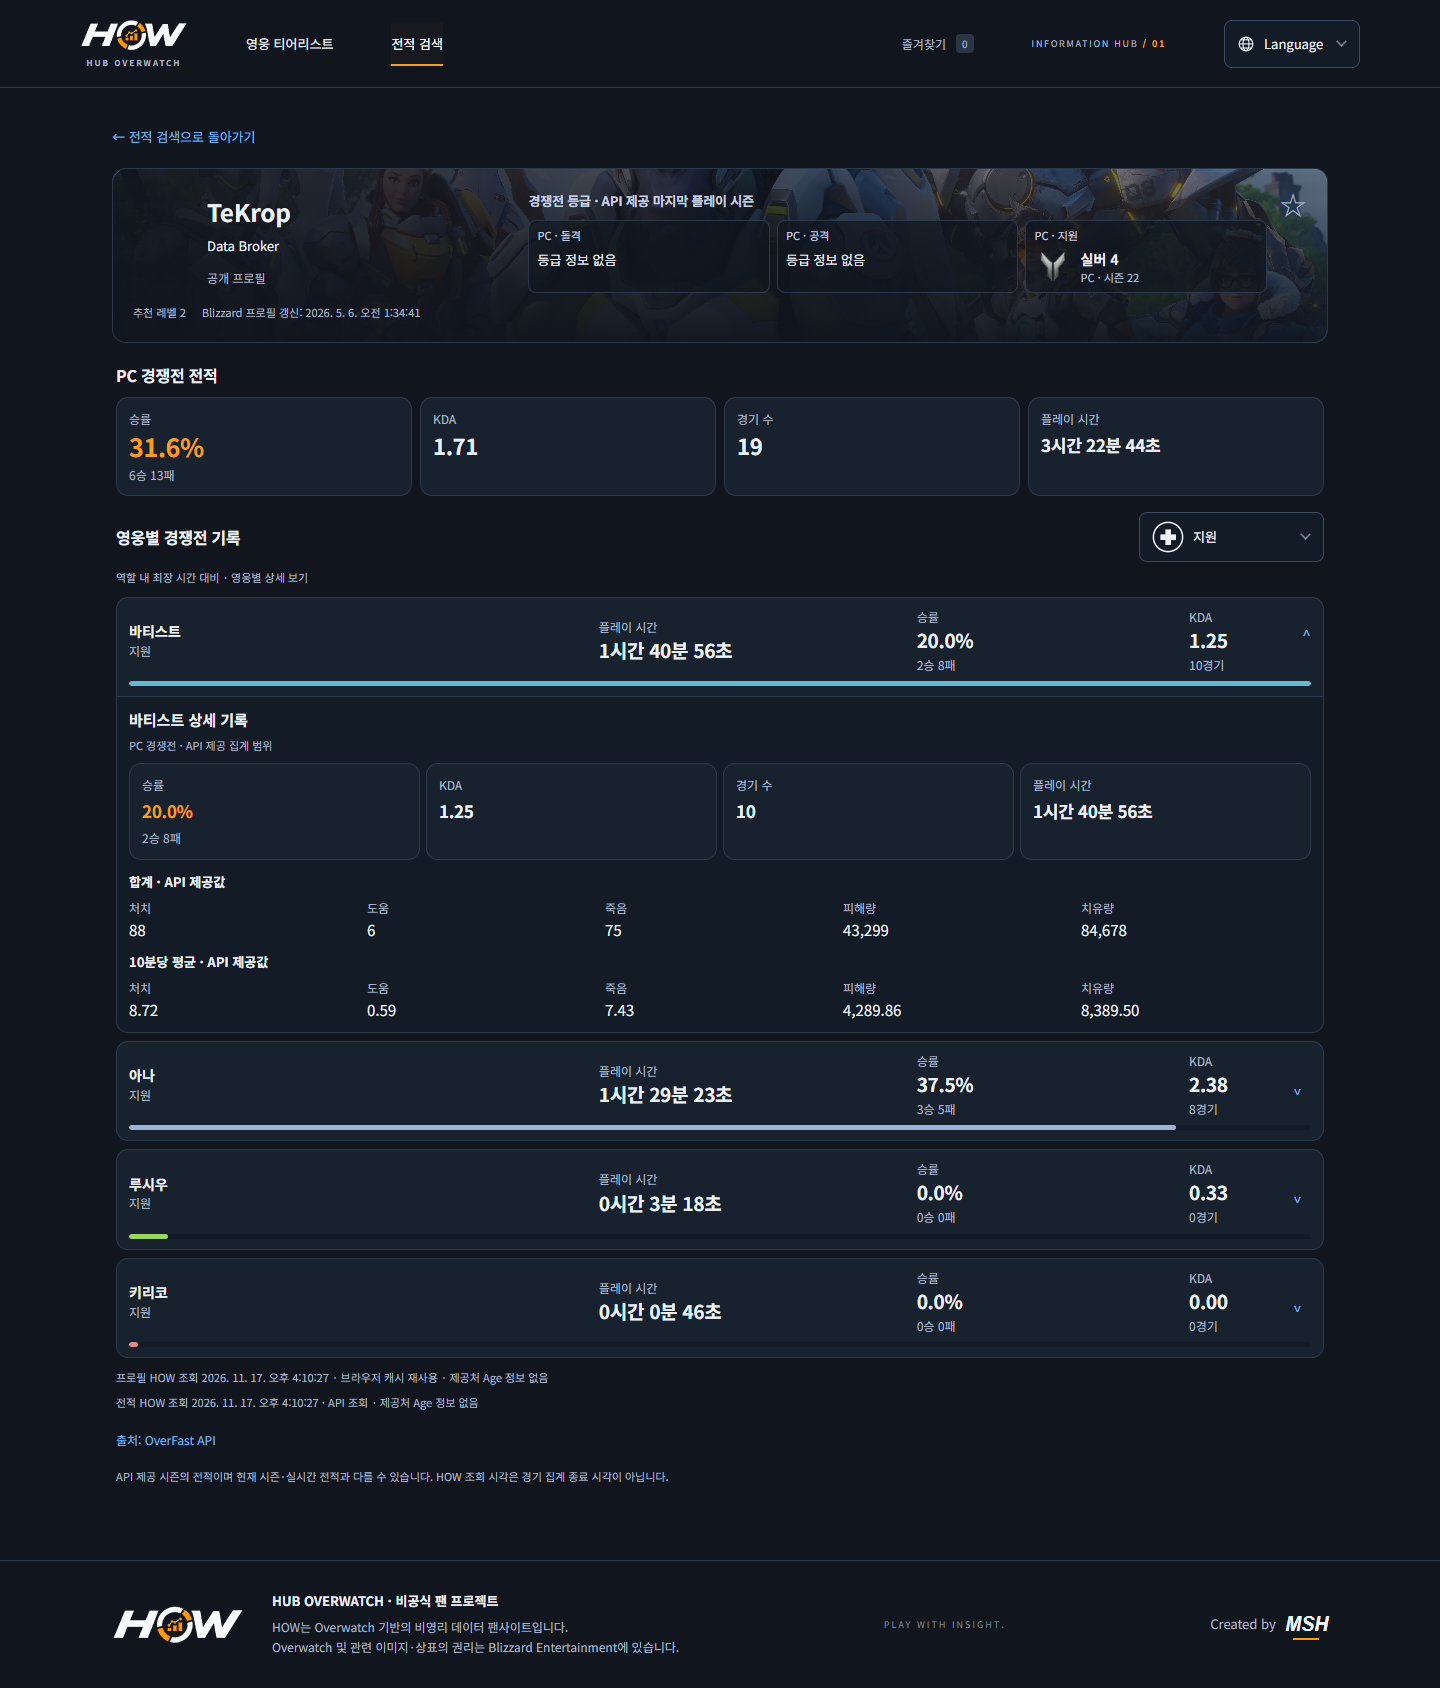 HOW
HUB OVERWATCH
영웅 티어리스트
전적 검색
즐겨찾기 0
INFORMATION HUB / 01
Language
← 전적 검색으로 돌아가기
TeKrop
Data Broker
공개 프로필
추천 레벨 2 Blizzard 프로필 갱신: 2026. 5. 6. 오전 1:34:41
경쟁전 등급 · API 제공 마지막 플레이 시즌
PC · 돌격
등급 정보 없음
PC · 공격
등급 정보 없음
PC · 지원
실버 4
PC · 시즌 22
PC 경쟁전 전적
승률
31.6%
6승 13패
KDA
1.71
경기 수
19
플레이 시간
3시간 22분 44초
영웅별 경쟁전 기록
지원
역할 내 최장 시간 대비 · 영웅별 상세 보기
바티스트
지원
플레이 시간
1시간 40분 56초
승률
20.0%
2승 8패
KDA
1.25
10경기
바티스트 상세 기록
PC 경쟁전 · API 제공 집계 범위
승률
20.0%
2승 8패
KDA
1.25
경기 수
10
플레이 시간
1시간 40분 56초
합계 · API 제공값
처치 도움 죽음 피해량 치유량
88 6 75 43,299 84,678
10분당 평균 · API 제공값
처치 도움 죽음 피해량 치유량
8.72 0.59 7.43 4,289.86 8,389.50
아나
지원
플레이 시간
1시간 29분 23초
승률
37.5%
3승 5패
KDA
2.38
8경기
루시우
지원
플레이 시간
0시간 3분 18초
승률
0.0%
0승 0패
KDA
0.33
0경기
키리코
지원
플레이 시간
0시간 0분 46초
승률
0.0%
0승 0패
KDA
0.00
0경기
프로필 HOW 조회 2026. 11. 17. 오후 4:10:27 · 브라우저 캐시 재사용 · 제공처 Age 정보 없음
전적 HOW 조회 2026. 11. 17. 오후 4:10:27 · API 조회 · 제공처 Age 정보 없음
출처: OverFast API
API 제공 시즌의 전적이며 현재 시즌·실시간 전적과 다를 수 있습니다. HOW 조회 시각은 경기 집계 종료 시각이 아닙니다.
HOW
HUB OVERWATCH · 비공식 팬 프로젝트
HOW는 Overwatch 기반의 비영리 데이터 팬사이트입니다.
Overwatch 및 관련 이미지·상표의 권리는 Blizzard Entertainment에 있습니다.
PLAY WITH INSIGHT.
Created by MSH